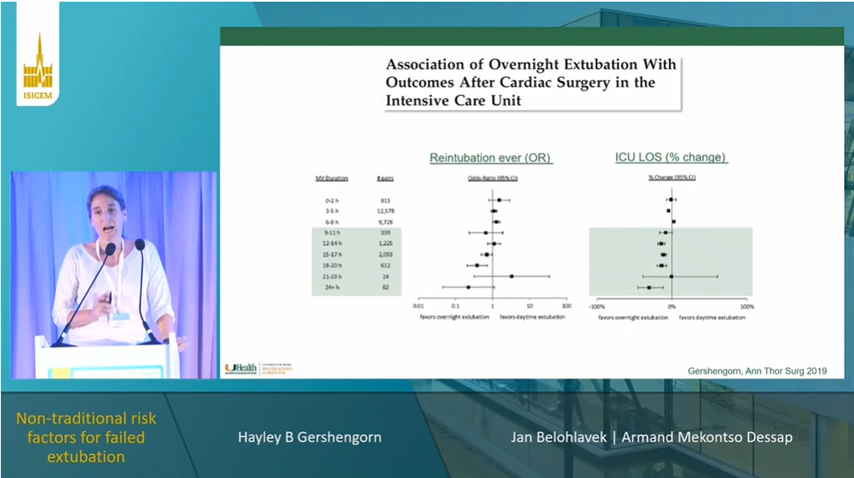 ISICEM
Association of Overnight Extubation With
Outcomes After Cardiac Surgery in the
Intensive Care Unit
Reintubation ever (OR)
ICU LOS (% change)
MV Duration # pairs Odds Ratio (95% CI) % Change (95% CI)
0-2 h 813
3-5 h 12,578
6-8 h 9,728
9-11 h 339
12-14 h 1,225
15-17 h 2,093
18-20 h 612
21-23 h 24
24+ h 62
0.01 0.1 1 10 100
-100% 0% 100%
favors overnight extubation favors daytime extubation
favors overnight extubation favors daytime extubation
UHealth
Gershengorn, Ann Thor Surg 2019
Non-traditional risk
factors for failed
extubation
Hayley B Gershengorn
Jan Belohlavek | Armand Mekontso Dessap